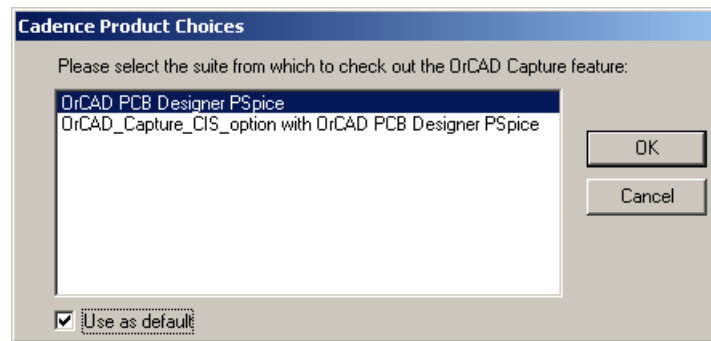 Cadence Product Choices
Please select the suite from which to check out the OrCAD Capture feature:
OrCAD PCB Designer PSpice
OrCAD_Capture_CIS_option with OrCAD PCB Designer PSpice
OK
Cancel
Use as default